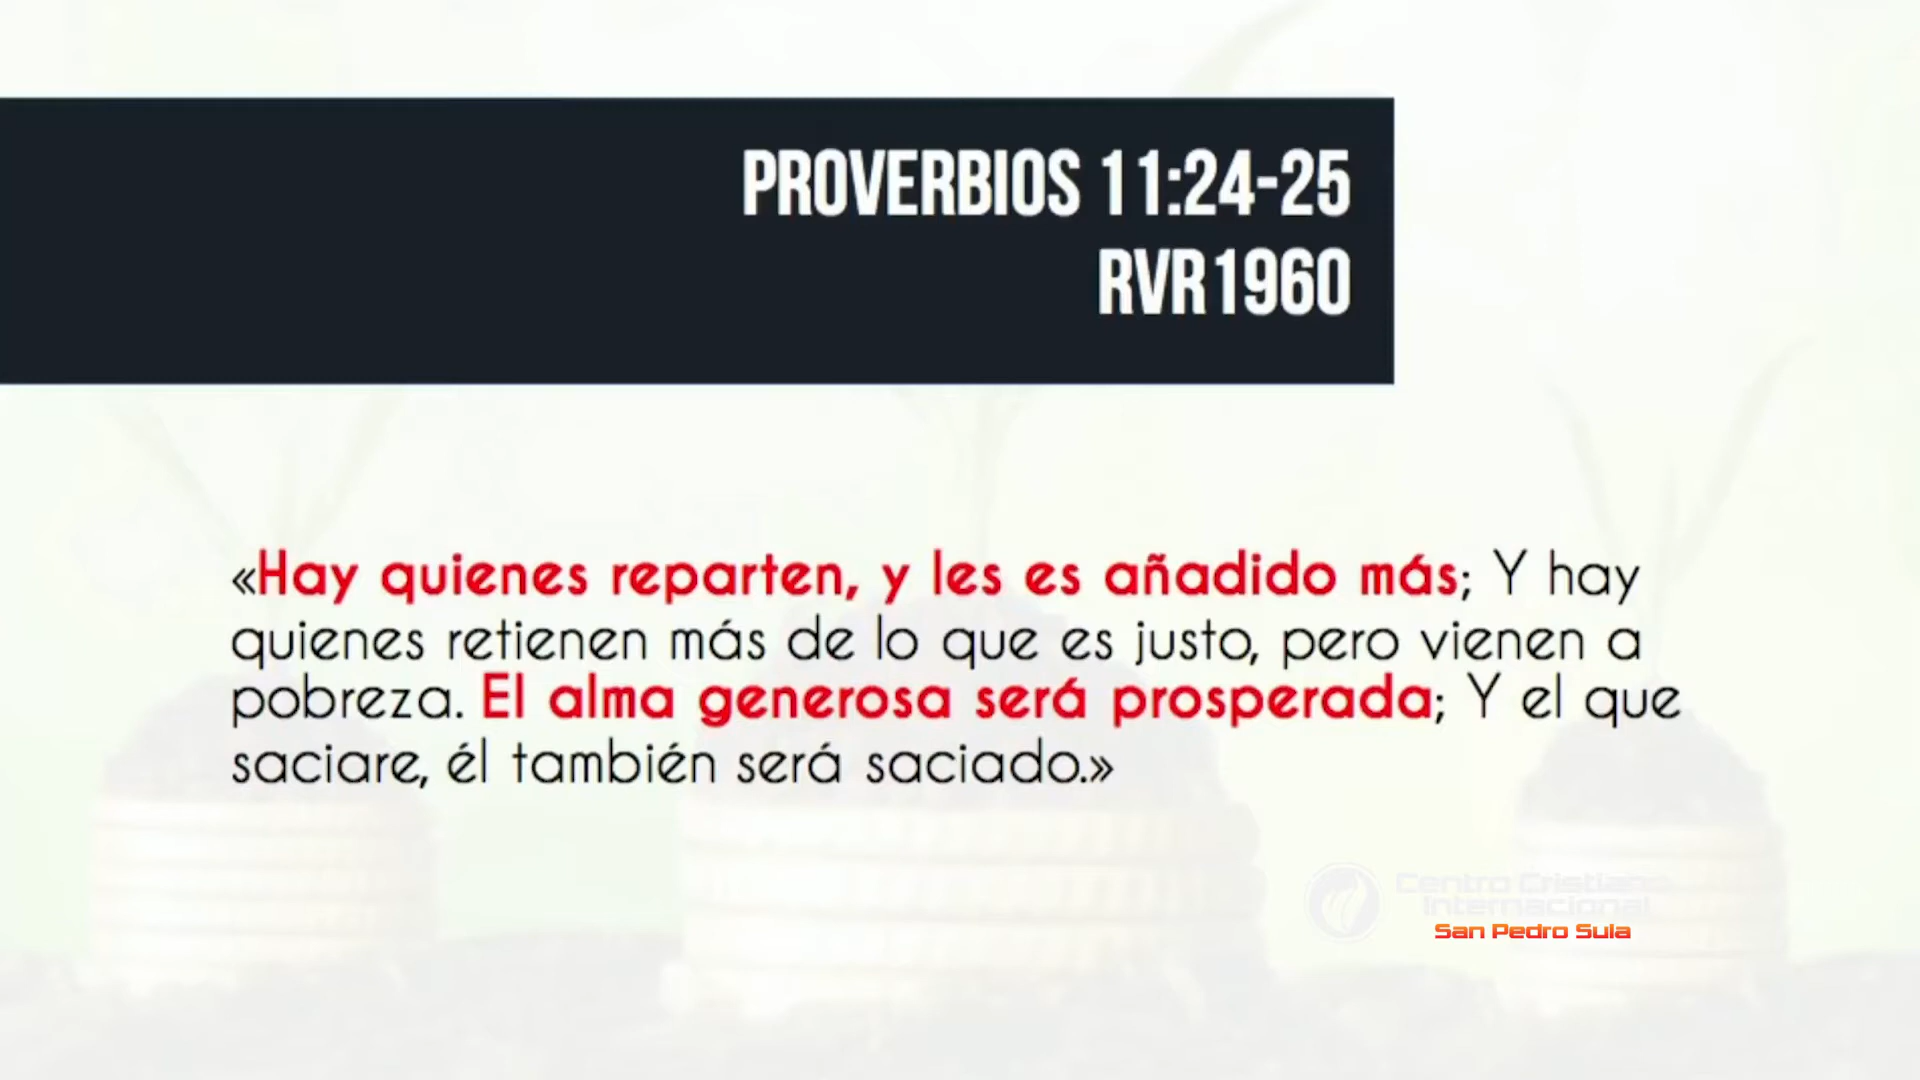 PROVERBIOS 11:24-25
RVR1960
«Hay quienes reparten, y les es añadido más; Y hay
quienes retienen más de lo que es justo, pero vienen a
pobreza. El alma generosa será prosperada; Y el que
saciare, él también será saciado.»
Centro Cristiano
Internacional
San Pedro Sula